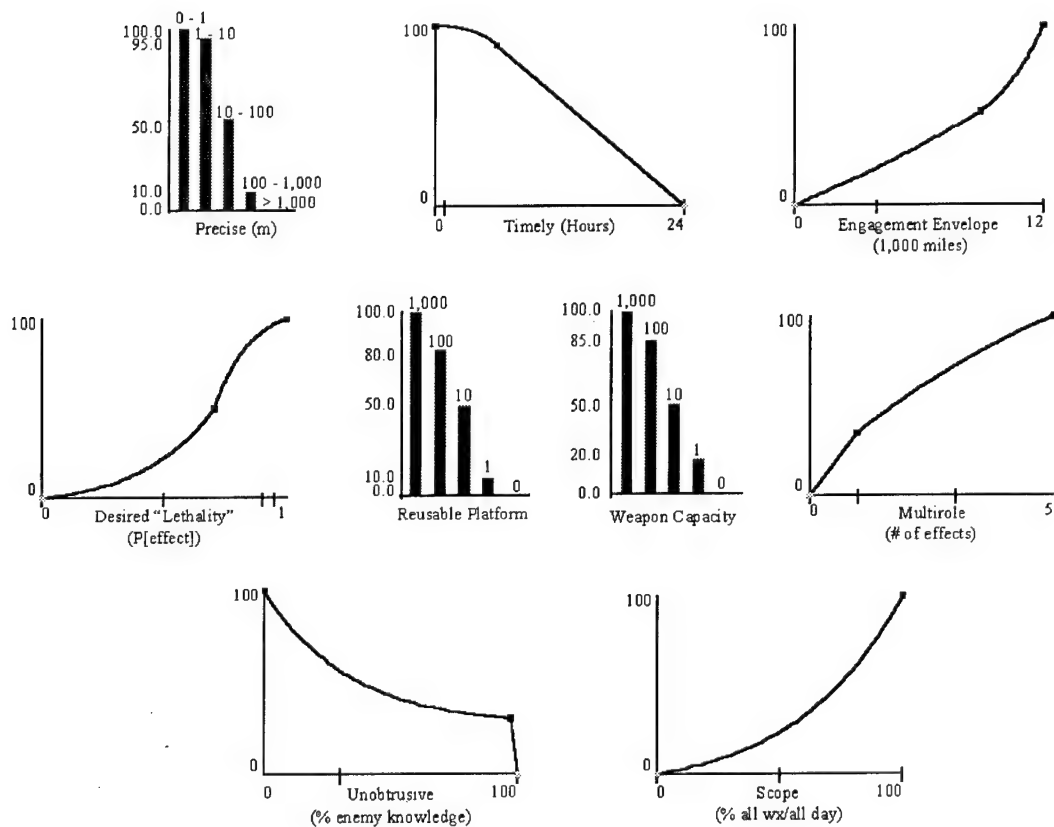 0 - 1
100.0
95.0
1 - 10
10 - 100
50.0
100 - 1,000
10.0
> 1,000
0.0
Precise (m)
100
0
Timely (Hours)
24
100
0
0
Engagement Envelope
12
(1,000 miles)
100
0
0
Desired “Lethality”
1
(P[effect])
1,000
100.0
100
80.0
10
50.0
1
10.0
0.0
0
Reusable Platform
1,000
100.0
100
85.0
10
50.0
1
20.0
0
0.0
Weapon Capacity
100
0
0
Multirole
5
(# of effects)
100
0
0
Unobtrusive
100
(% enemy knowledge)
100
0
0
Scope
100
(% all wx/all day)